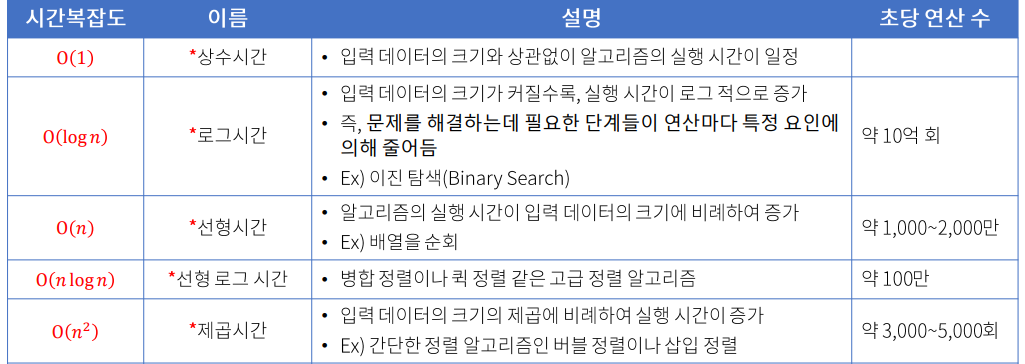 시간복잡도 이름 설명 초당 연산 수
O(1) *상수시간 • 입력 데이터의 크기와 상관없이 알고리즘의 실행 시간이 일정
O(log n) *로그시간 • 입력 데이터의 크기가 커질수록, 실행 시간이 로그 적으로 증가
• 즉, 문제를 해결하는데 필요한 단계들이 연산마다 특정 요인에
의해 줄어듬
• Ex) 이진 탐색(Binary Search)
약 10억 회
O(n) *선형시간 • 알고리즘의 실행 시간이 입력 데이터의 크기에 비례하여 증가
• Ex) 배열을 순회
약 1,000~2,000만
O(n log n) *선형 로그 시간 • 병합 정렬이나 퀵 정렬 같은 고급 정렬 알고리즘 약 100만
O(n²) *제곱시간 • 입력 데이터의 크기의 제곱에 비례하여 실행 시간이 증가
• Ex) 간단한 정렬 알고리즘인 버블 정렬이나 삽입 정렬
약 3,000~5,000회